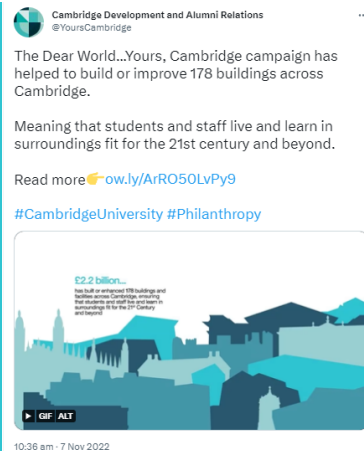 Cambridge Development and Alumni Relations
@YoursCambridge
The Dear World...Yours, Cambridge campaign has
helped to build or improve 178 buildings across
Cambridge.
Meaning that students and staff live and learn in
surroundings fit for the 21st century and beyond.
Read more👉ow.ly/ArRO50LvPy9
#CambridgeUniversity #Philanthropy
£2.2 billion...
has built or enhanced 178 buildings and
facilities across Cambridge, ensuring
that students and staff live and learn in
surroundings fit for the 21st Century
and beyond
GIF ALT
10:36 am · 7 Nov 2022